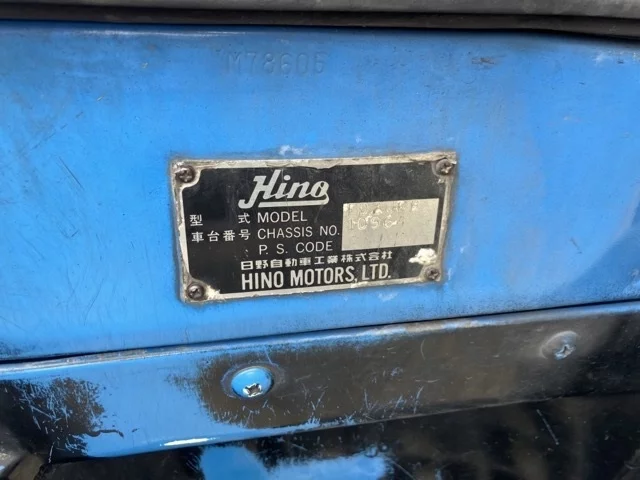 M78605
Hino
型 式 MODEL
車台番号 CHASSIS NO.
P. S. CODE
日野自動車工業株式会社
HINO MOTORS, LTD.